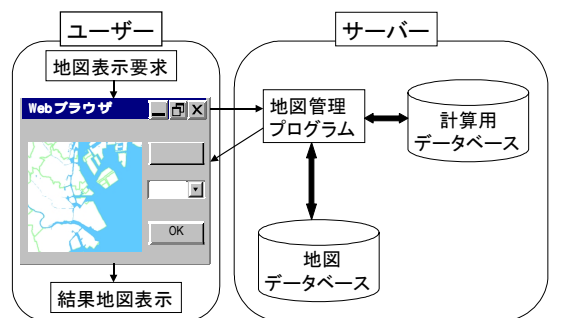 ユーザー
サーバー
地図表示要求
Webブラウザ
地図管理
プログラム
計算用
データベース
OK
地図
データベース
結果地図表示